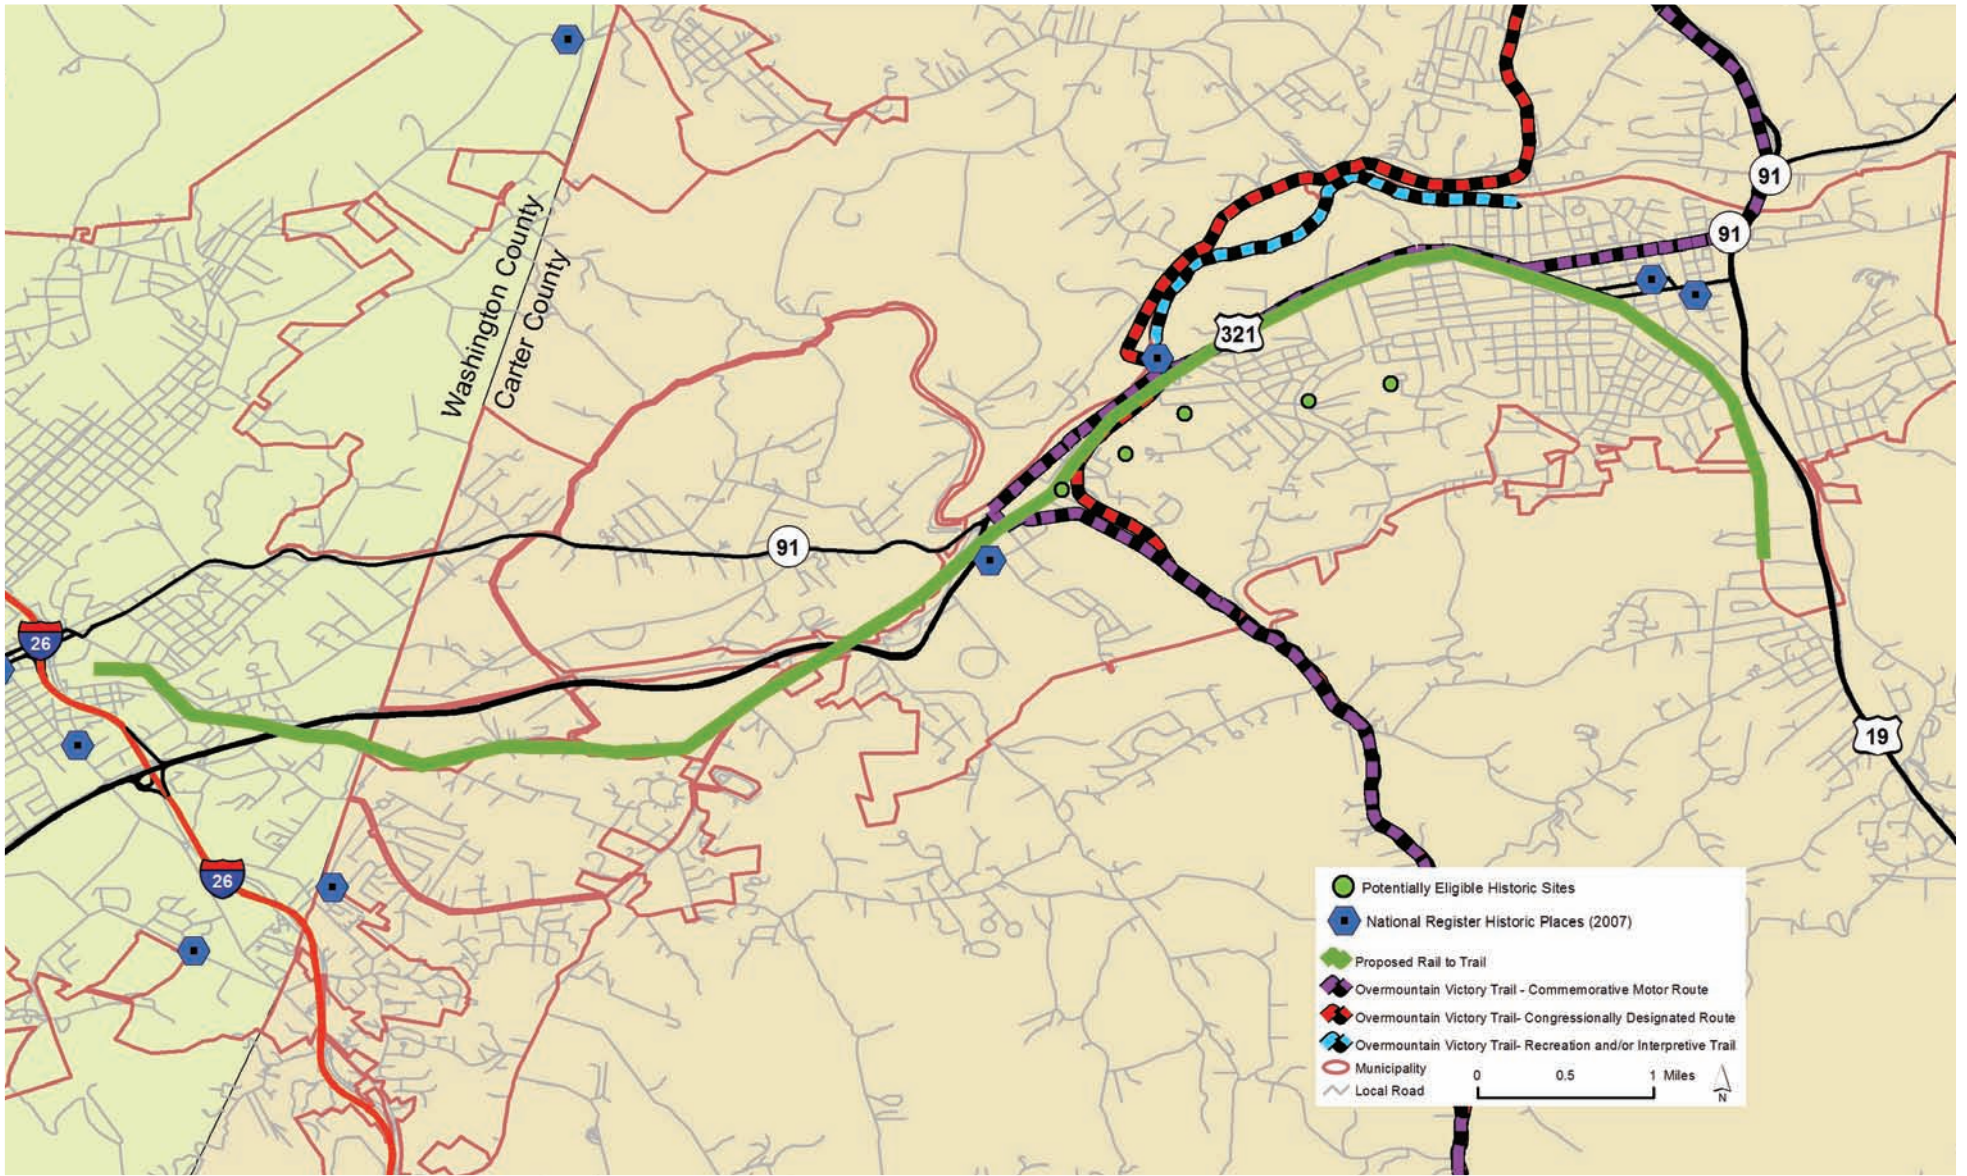 Washington County
Carter County
91
91
321
91
26
19
26
Potentially Eligible Historic Sites
National Register Historic Places (2007)
Proposed Rail to Trail
Overmountain Victory Trail - Commemorative Motor Route
Overmountain Victory Trail- Congressionally Designated Route
Overmountain Victory Trail- Recreation and/or Interpretive Trail
Municipality
Local Road
0 0.5 1 Miles
N